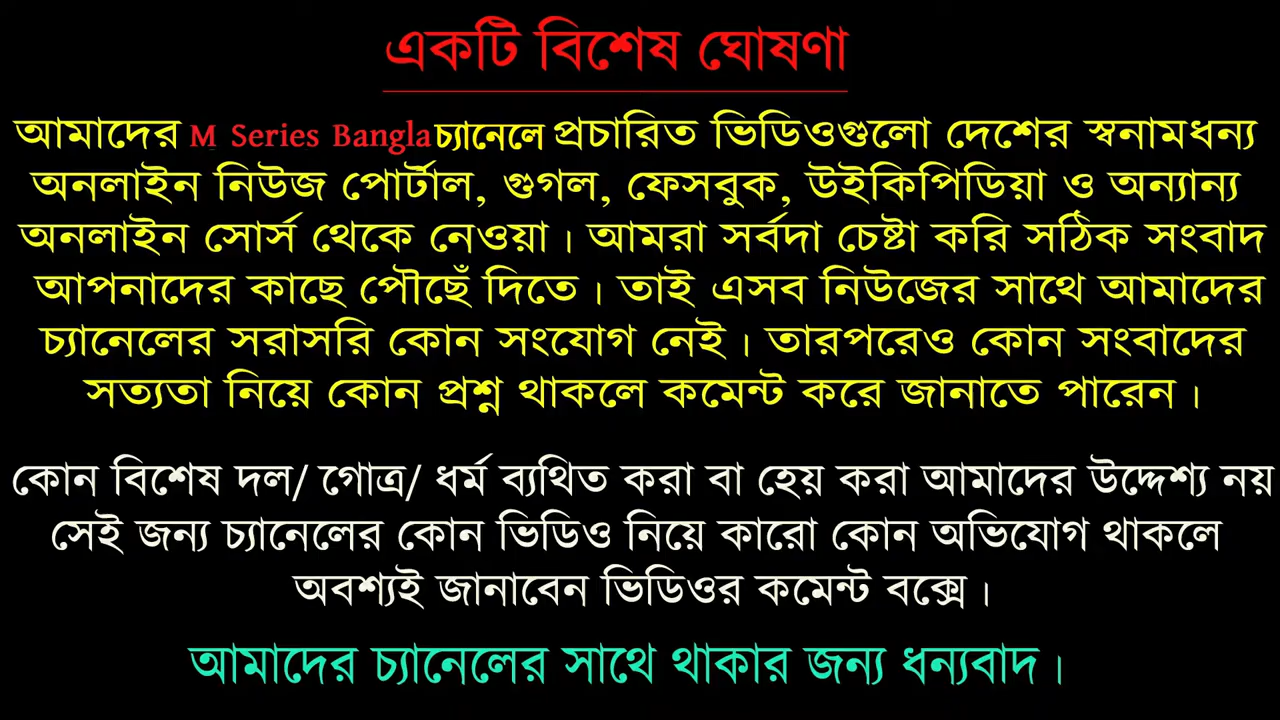 একটি বিশেষ ঘোষণা
আমাদের M Series Bangla চ্যানেলে প্রচারিত ভিডিওগুলো দেশের স্বনামধন্য
অনলাইন নিউজ পোর্টাল, গুগল, ফেসবুক, উইকিপিডিয়া ও অন্যান্য
অনলাইন সোর্স থেকে নেওয়া। আমরা সর্বদা চেষ্টা করি সঠিক সংবাদ
আপনাদের কাছে পৌছেঁ দিতে। তাই এসব নিউজের সাথে আমাদের
চ্যানেলের সরাসরি কোন সংযোগ নেই। তারপরেও কোন সংবাদের
সত্যতা নিয়ে কোন প্রশ্ন থাকলে কমেন্ট করে জানাতে পারেন।
কোন বিশেষ দল/ গোত্র/ ধর্ম ব্যথিত করা বা হেয় করা আমাদের উদ্দেশ্য নয়
সেই জন্য চ্যানেলের কোন ভিডিও নিয়ে কারো কোন অভিযোগ থাকলে
অবশ্যই জানাবেন ভিডিওর কমেন্ট বক্সে।
আমাদের চ্যানেলের সাথে থাকার জন্য ধন্যবাদ।